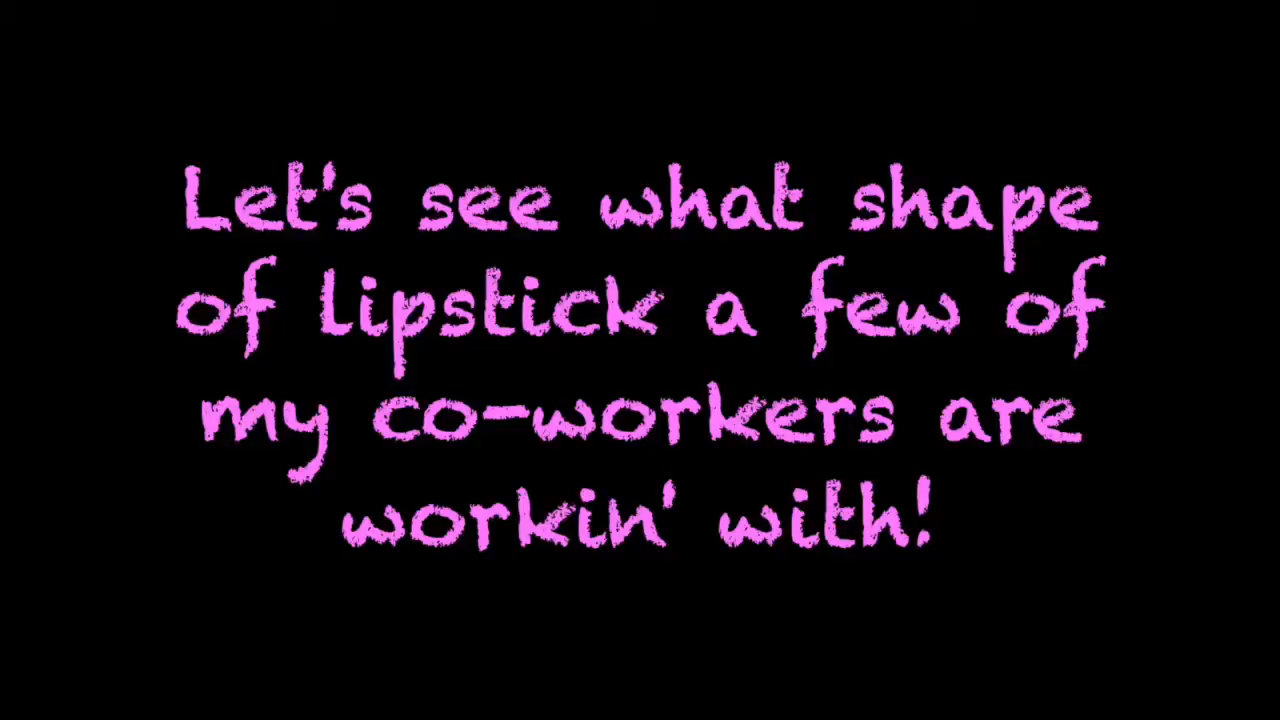 Let's see what shape
of lipstick a few of
my co-workers are
workin' with!